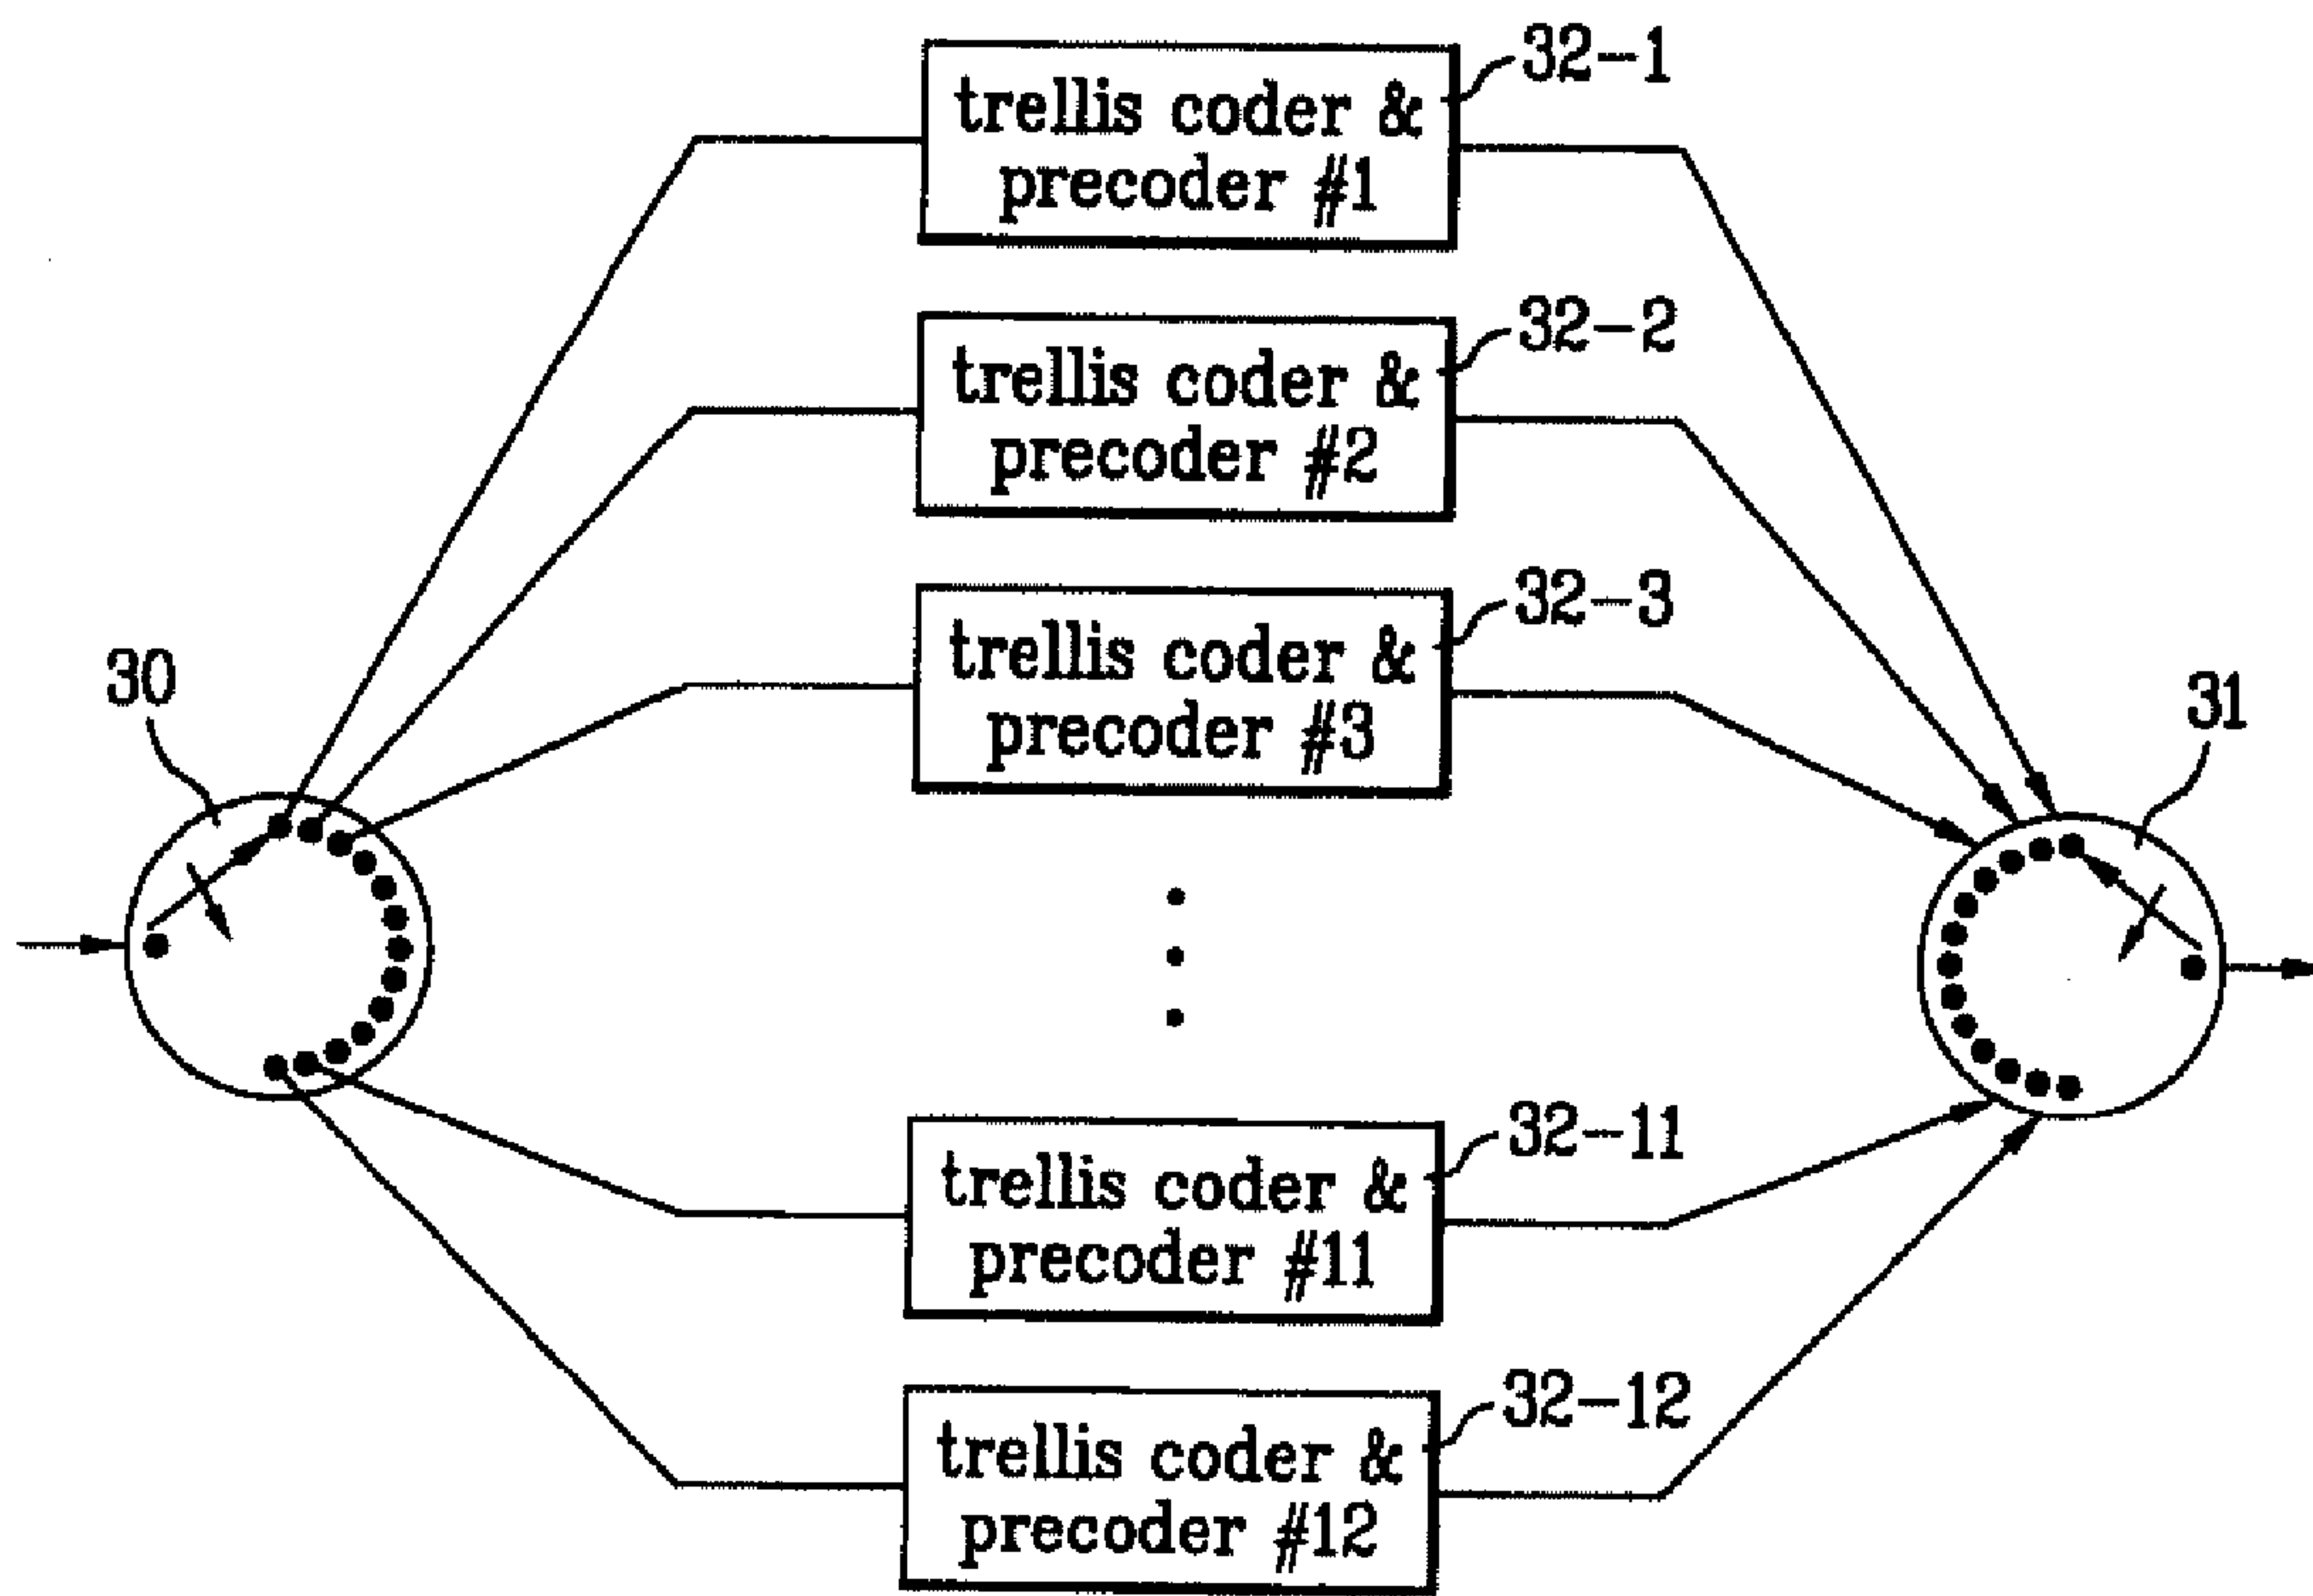 32-1
trellis coder &
precoder #1
32-2
trellis coder &
precoder #2
32-3
trellis coder &
precoder #3
30
31
32-11
trellis coder &
precoder #11
32-12
trellis coder &
precoder #12